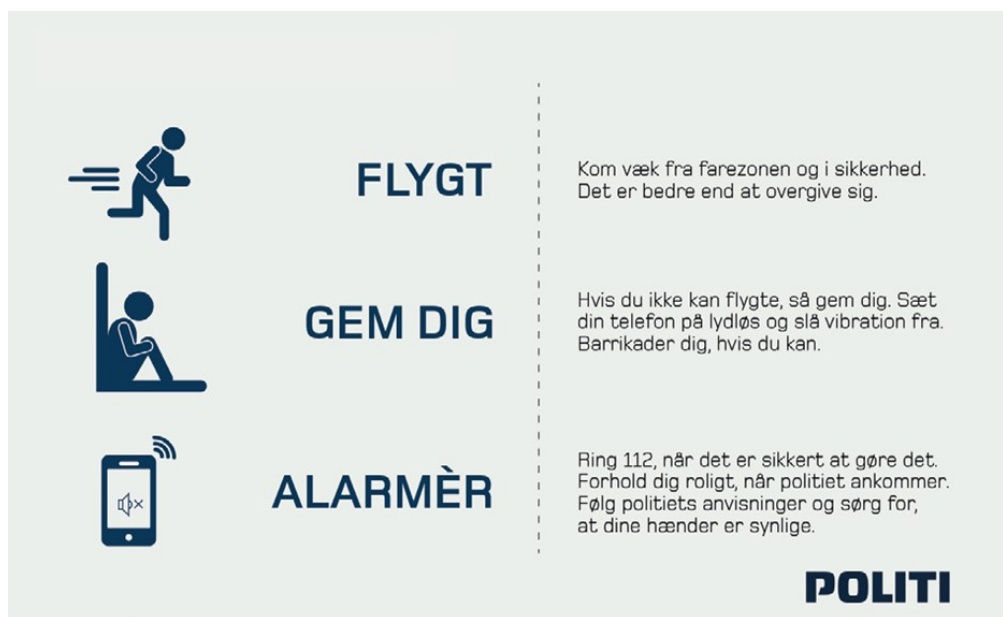 FLYGT
Kom væk fra farezonen og i sikkerhed.
Det er bedre end at overgive sig.
GEM DIG
Hvis du ikke kan flygte, så gem dig. Sæt
din telefon på lydløs og slå vibration fra.
Barrikader dig, hvis du kan.
ALARMÈR
Ring 112, når det er sikkert at gøre det.
Forhold dig roligt, når politiet ankommer.
Følg politiets anvisninger og sørg for,
at dine hænder er synlige.
POLITI